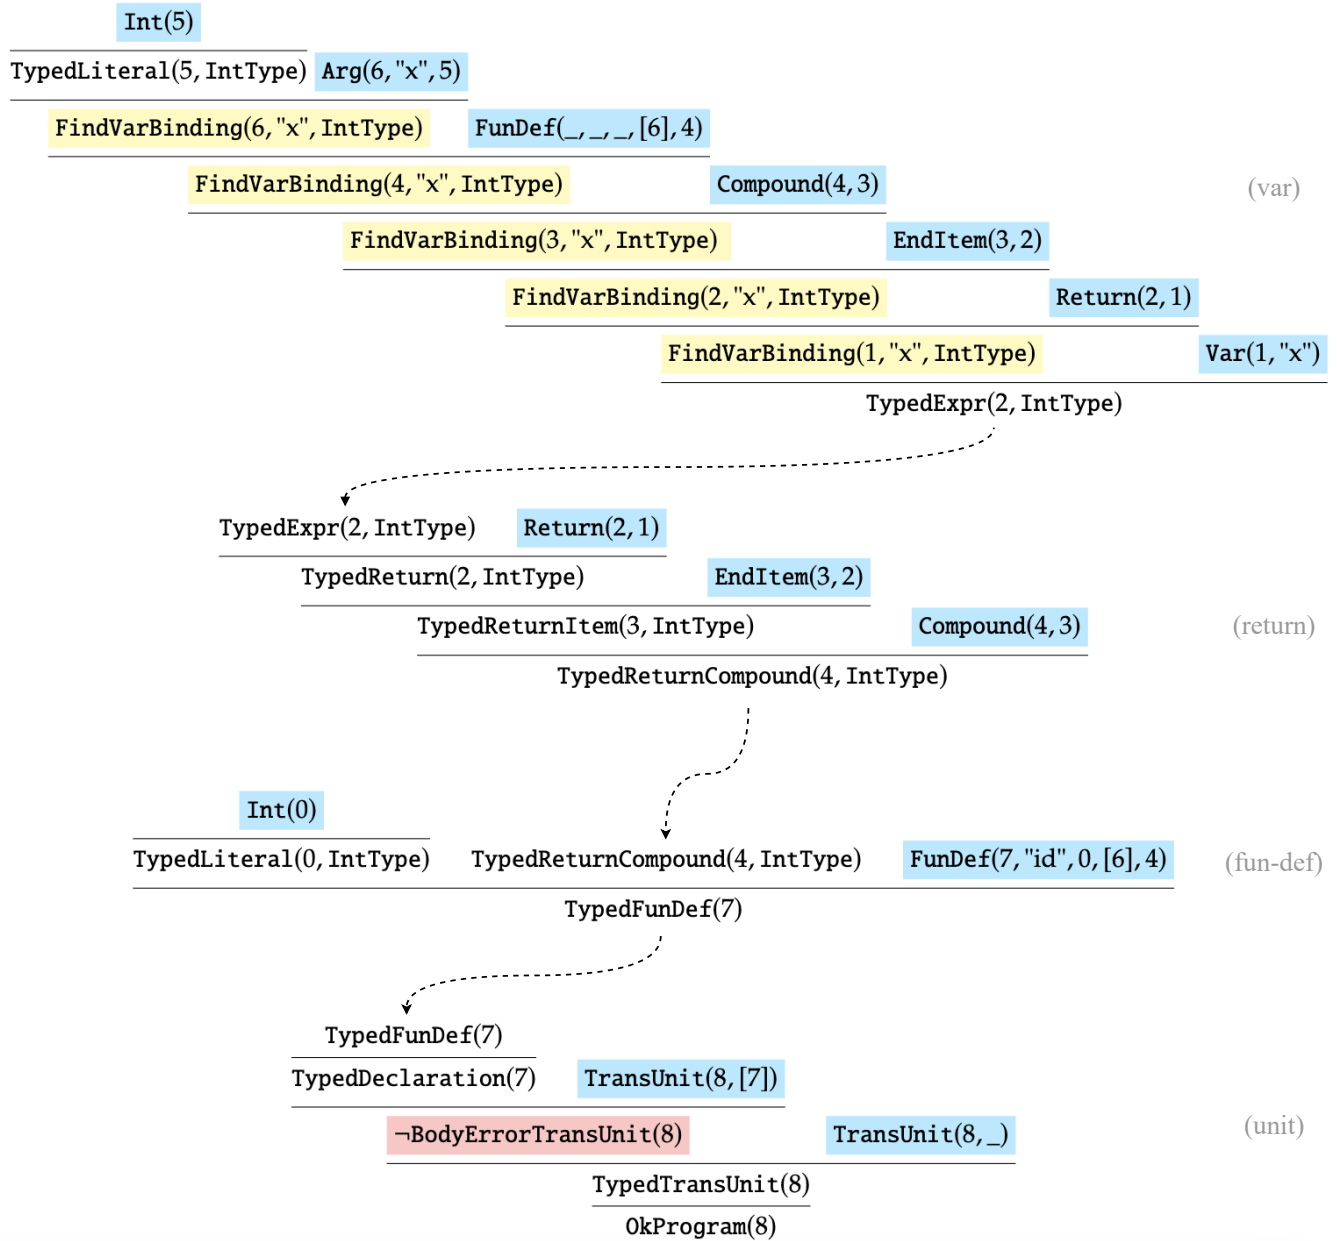 Int(5)
TypedLiteral(5, IntType) Arg(6, "x", 5)
FindVarBinding(6, "x", IntType) FunDef(_, _, _, [6], 4)
FindVarBinding(4, "x", IntType) Compound(4, 3) (var)
FindVarBinding(3, "x", IntType) EndItem(3, 2)
FindVarBinding(2, "x", IntType) Return(2, 1)
FindVarBinding(1, "x", IntType) Var(1, "x")
TypedExpr(2, IntType)
TypedExpr(2, IntType) Return(2, 1)
TypedReturn(2, IntType) EndItem(3, 2)
TypedReturnItem(3, IntType) Compound(4, 3) (return)
TypedReturnCompound(4, IntType)
Int(0)
TypedLiteral(0, IntType) TypedReturnCompound(4, IntType) FunDef(7, "id", 0, [6], 4) (fun-def)
TypedFunDef(7)
TypedFunDef(7)
TypedDeclaration(7) TransUnit(8, [7])
¬BodyErrorTransUnit(8) TransUnit(8, _) (unit)
TypedTransUnit(8)
OkProgram(8)